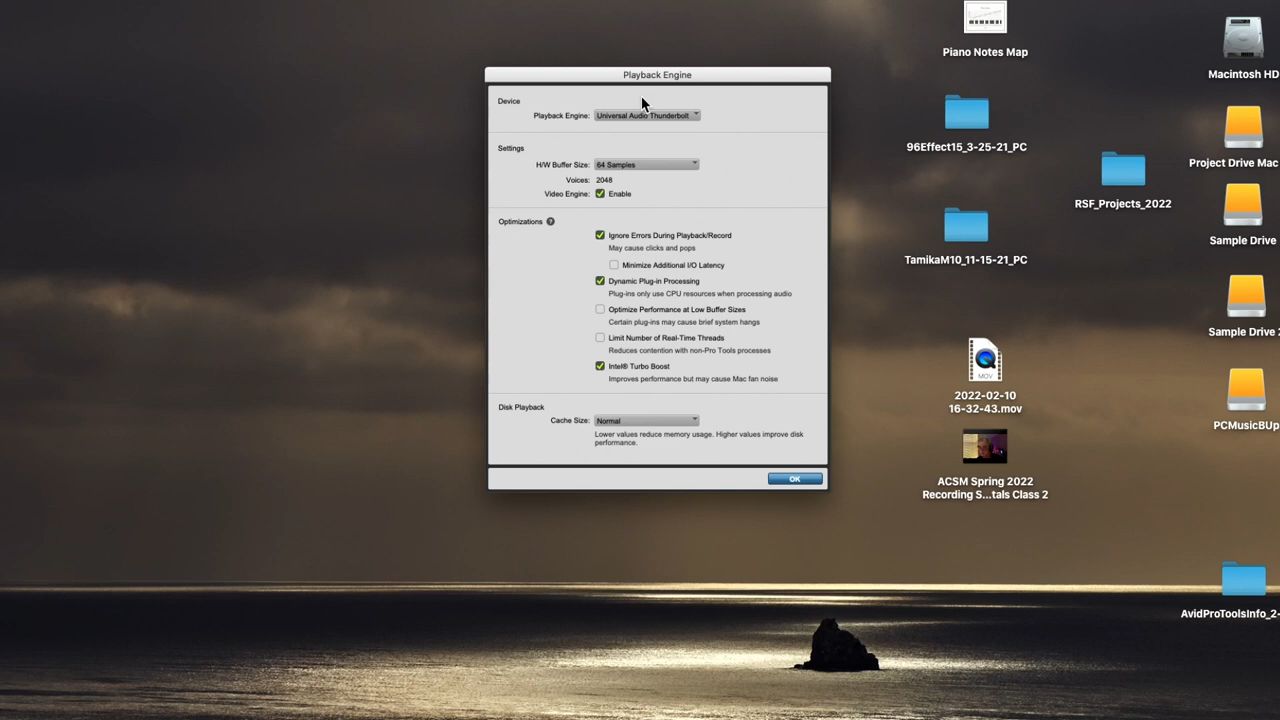 Playback Engine
Device
Playback Engine: Universal Audio Thunderbolt
Settings
H/W Buffer Size: 64 Samples
Voices: 2048
Video Engine: Enable
Optimizations ?
Ignore Errors During Playback/Record
May cause clicks and pops
Minimize Additional I/O Latency
Dynamic Plug-in Processing
Plug-ins only use CPU resources when processing audio
Optimize Performance at Low Buffer Sizes
Certain plug-ins may cause brief system hangs
Limit Number of Real-Time Threads
Reduces contention with non-Pro Tools processes
Intel® Turbo Boost
Improves performance but may cause Mac fan noise
Disk Playback
Cache Size: Normal
Lower values reduce memory usage. Higher values improve disk
performance.
OK
Piano Notes Map
96Effect15_3-25-21_PC
TamikaM10_11-15-21_PC
MOV
2022-02-10
16-32-43.mov
ACSM Spring 2022
Recording S...tals Class 2
RSF_Projects_2022
Macintosh HD
Project Drive Mac
Sample Drive
Sample Drive 2
PCMusicBUp
AvidProToolsInfo_2-